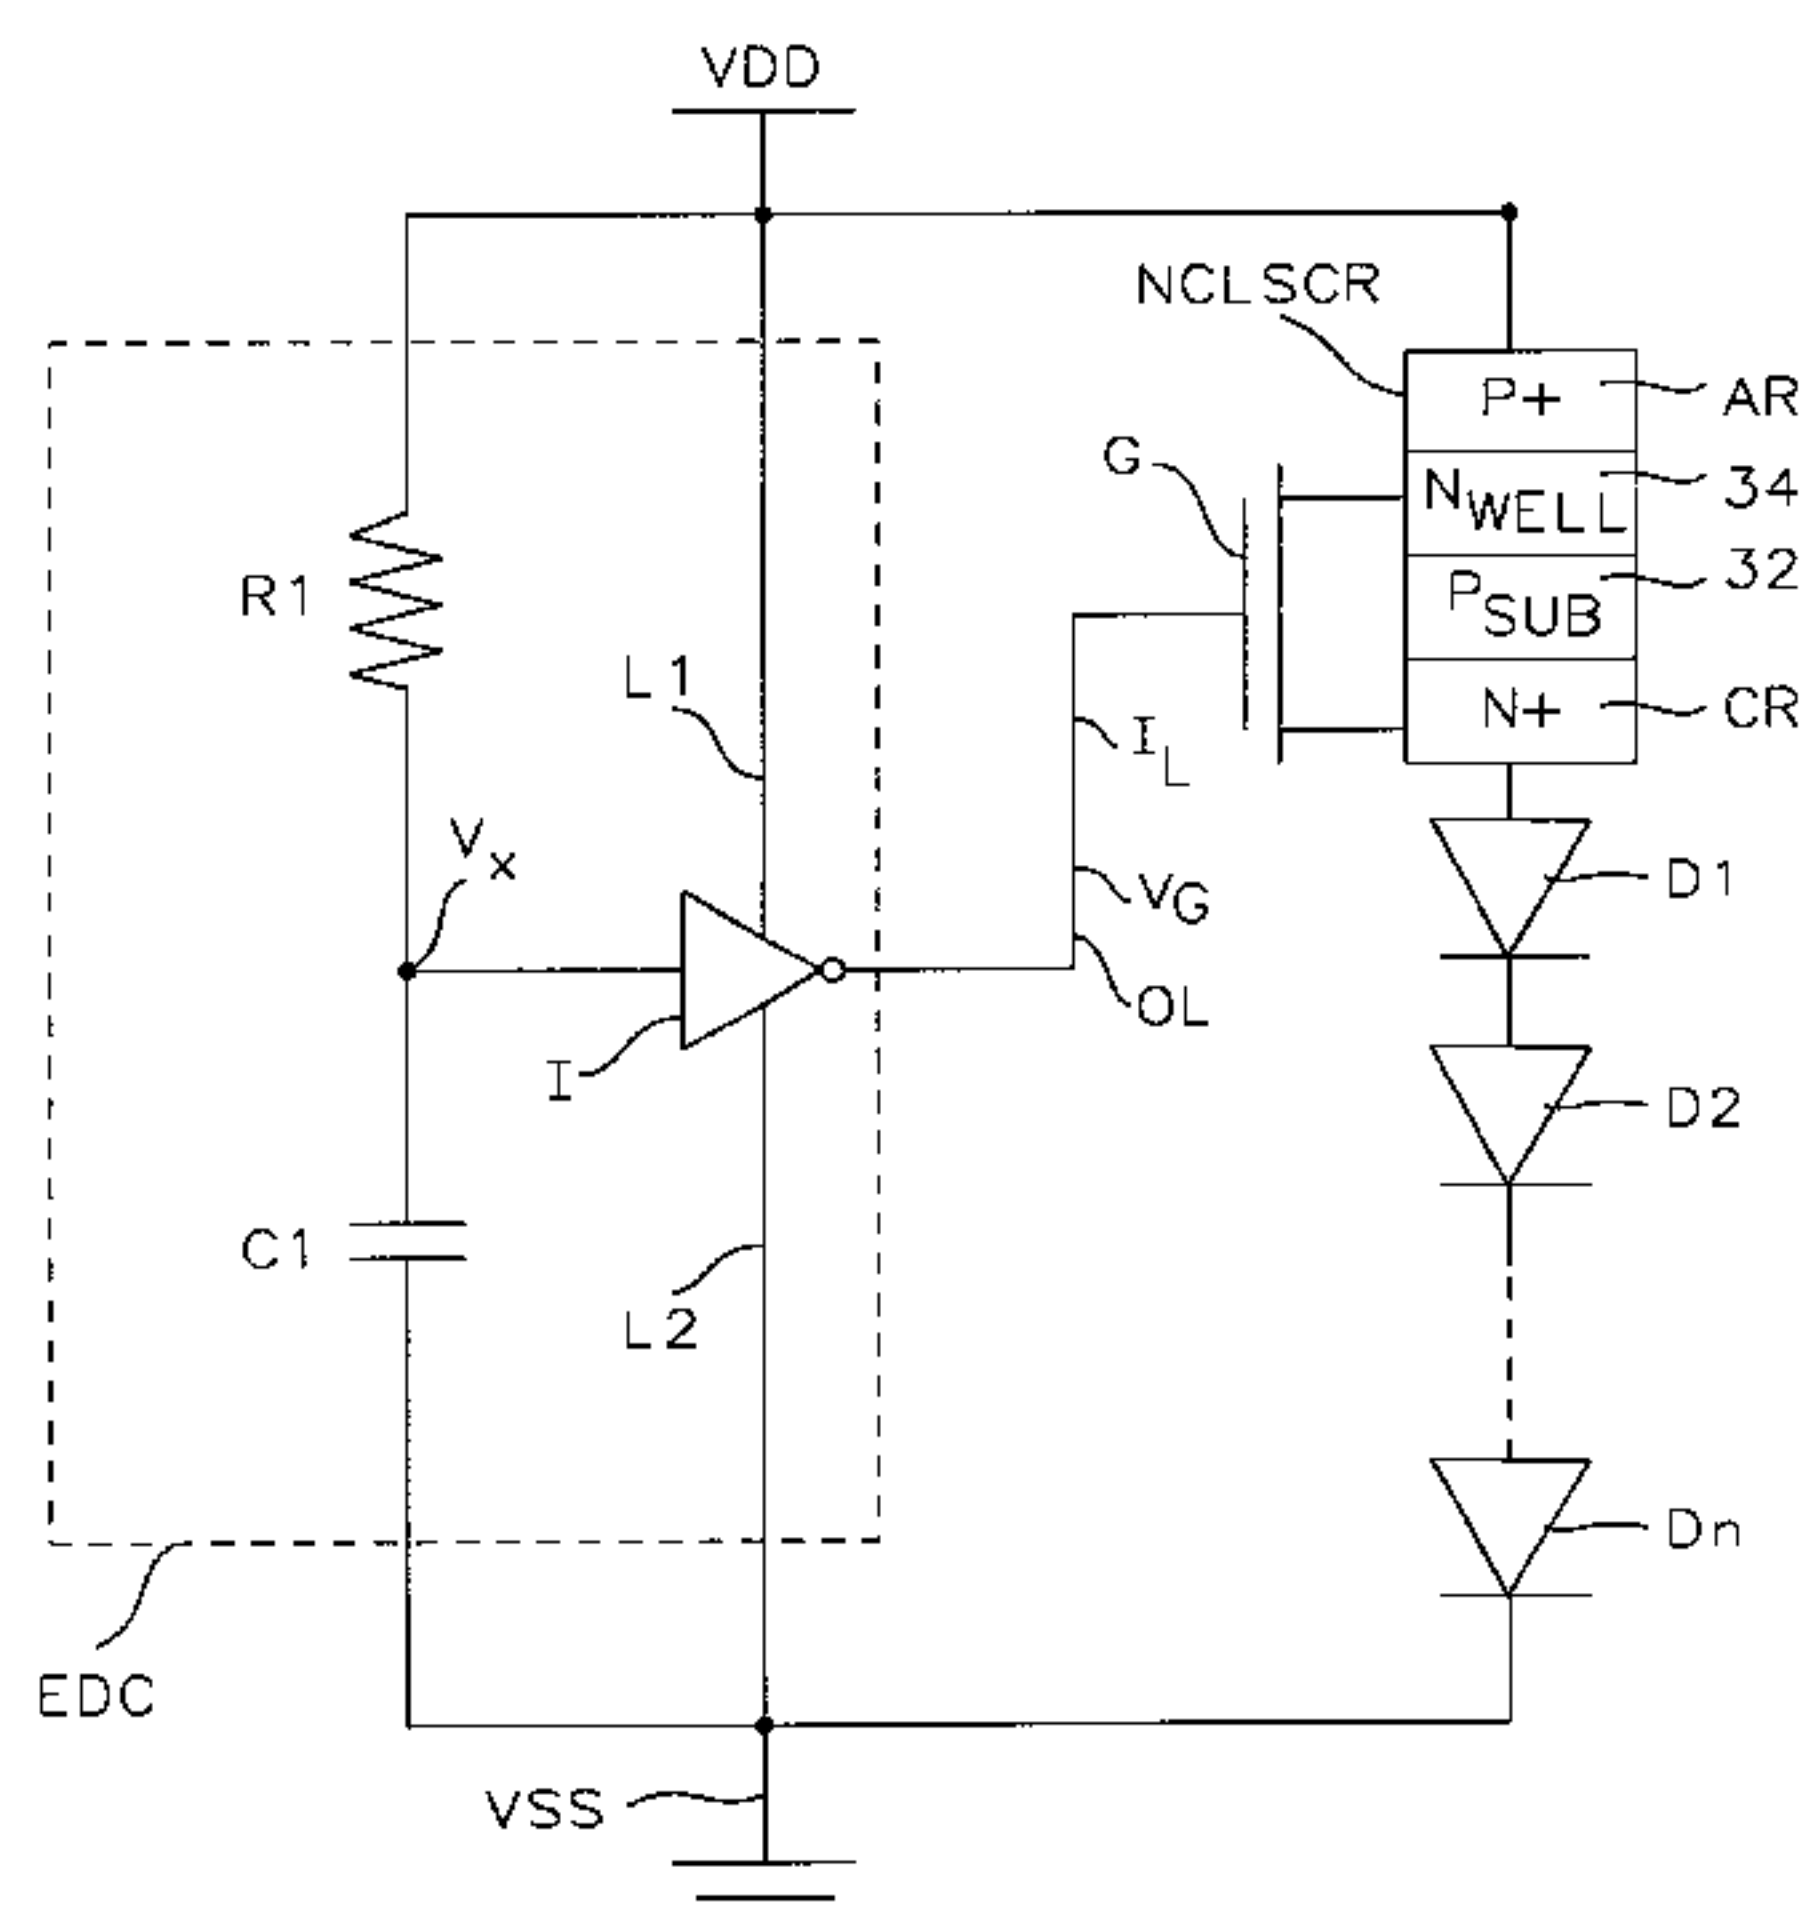 VDD
NCLSCR
P+
AR
G
NWELL
34
PSUB
32
R1
L1
N+
CR
IL
Vx
VG
D1
OL
I
D2
C1
L2
Dn
EDC
VSS